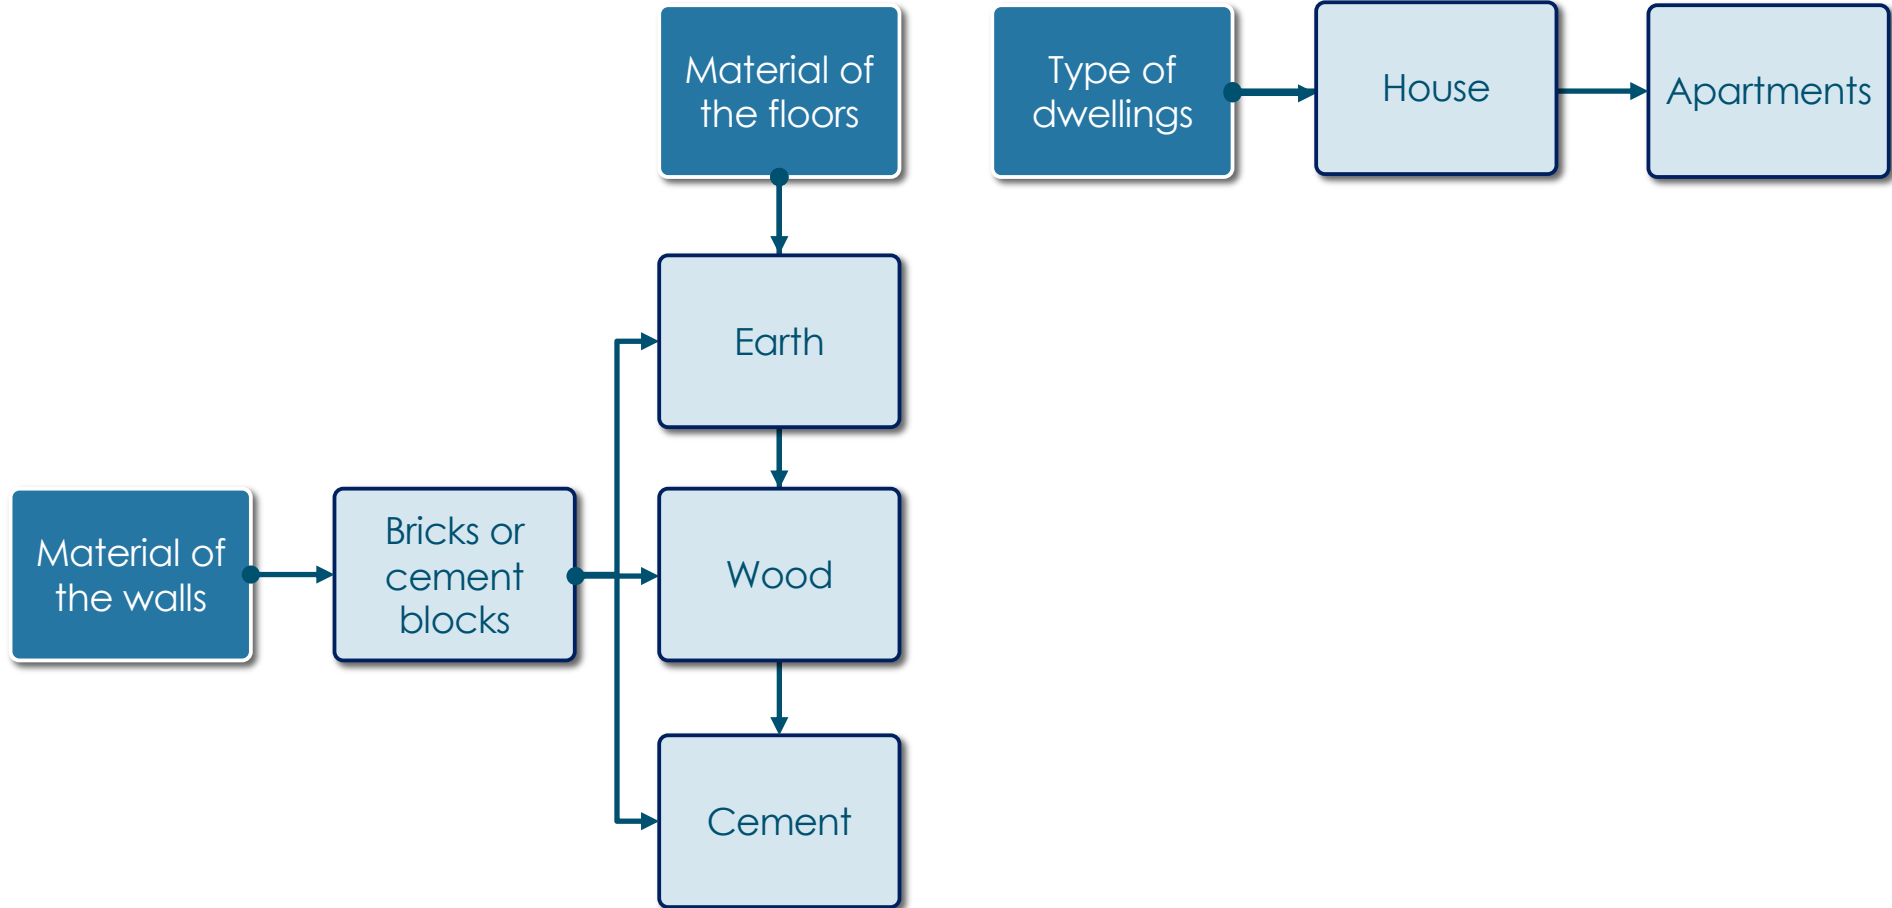 Material of
the floors
Type of
dwellings
House
Apartments
Earth
Material of
the walls
Bricks or
cement
blocks
Wood
Cement